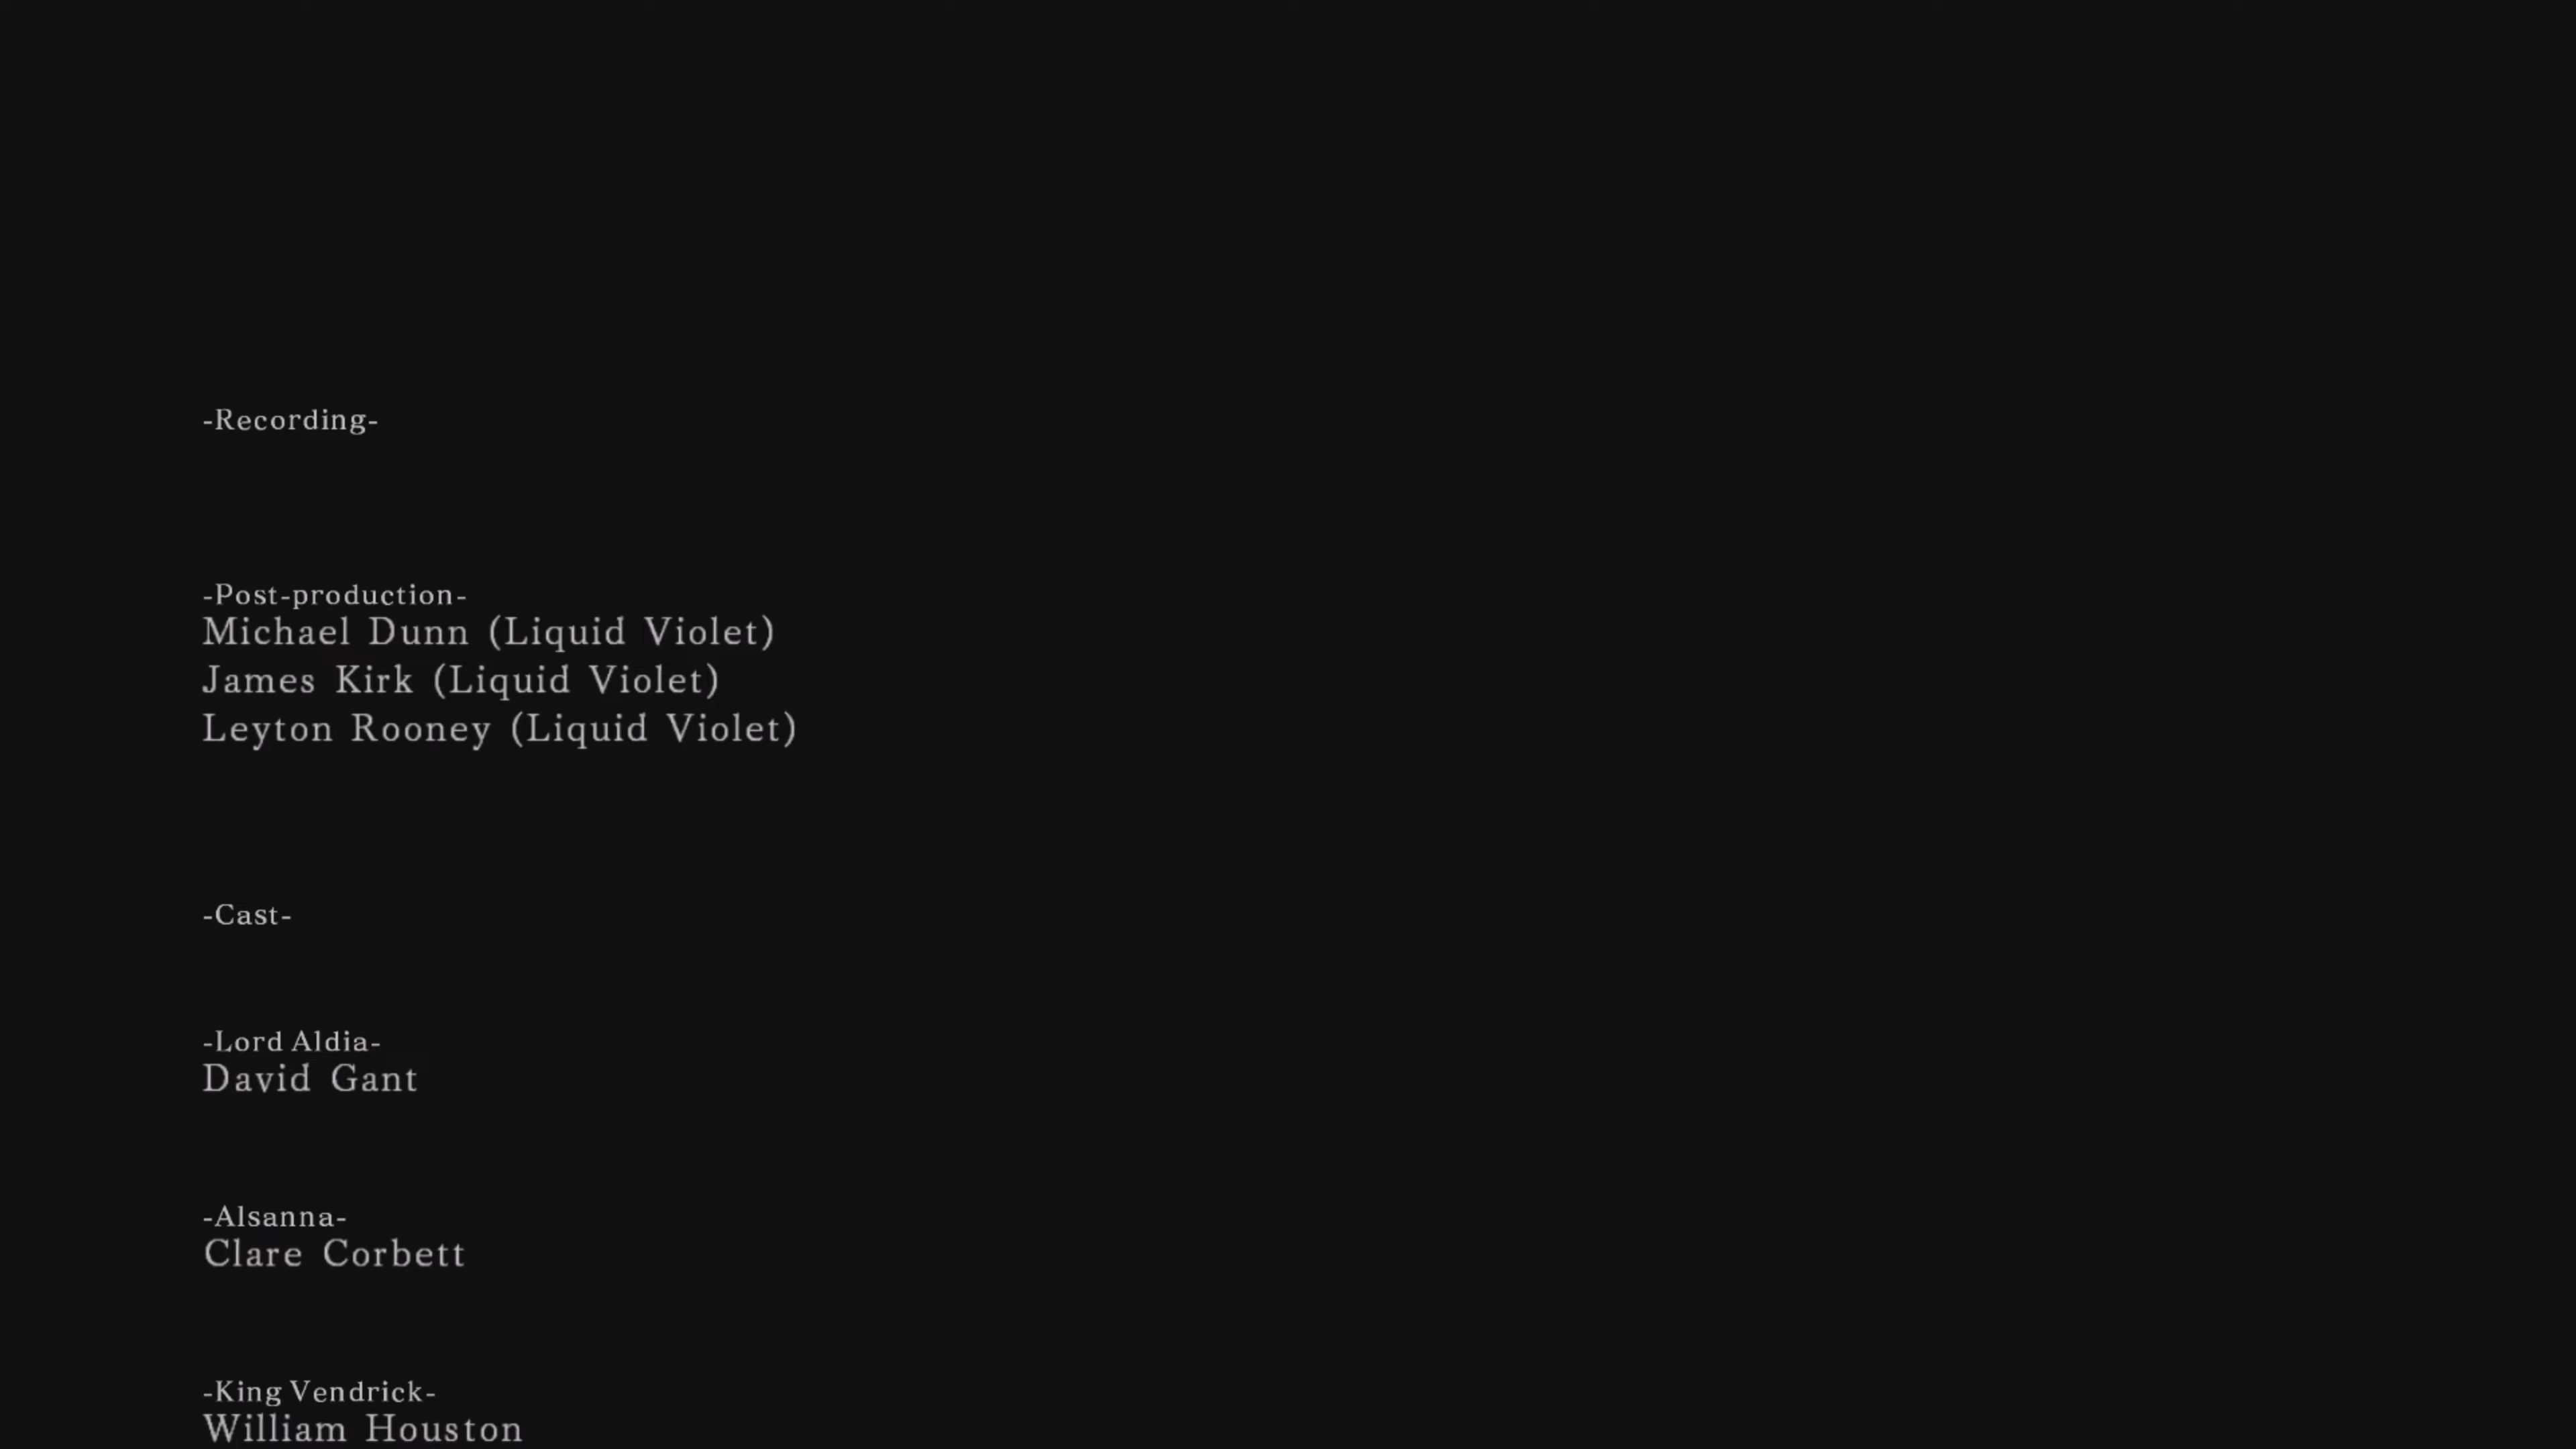 -Recording-
-Post-production-
Michael Dunn (Liquid Violet)
James Kirk (Liquid Violet)
Leyton Rooney (Liquid Violet)
-Cast-
-Lord Aldia-
David Gant
-Alsanna-
Clare Corbett
-King Vendrick-
William Houston